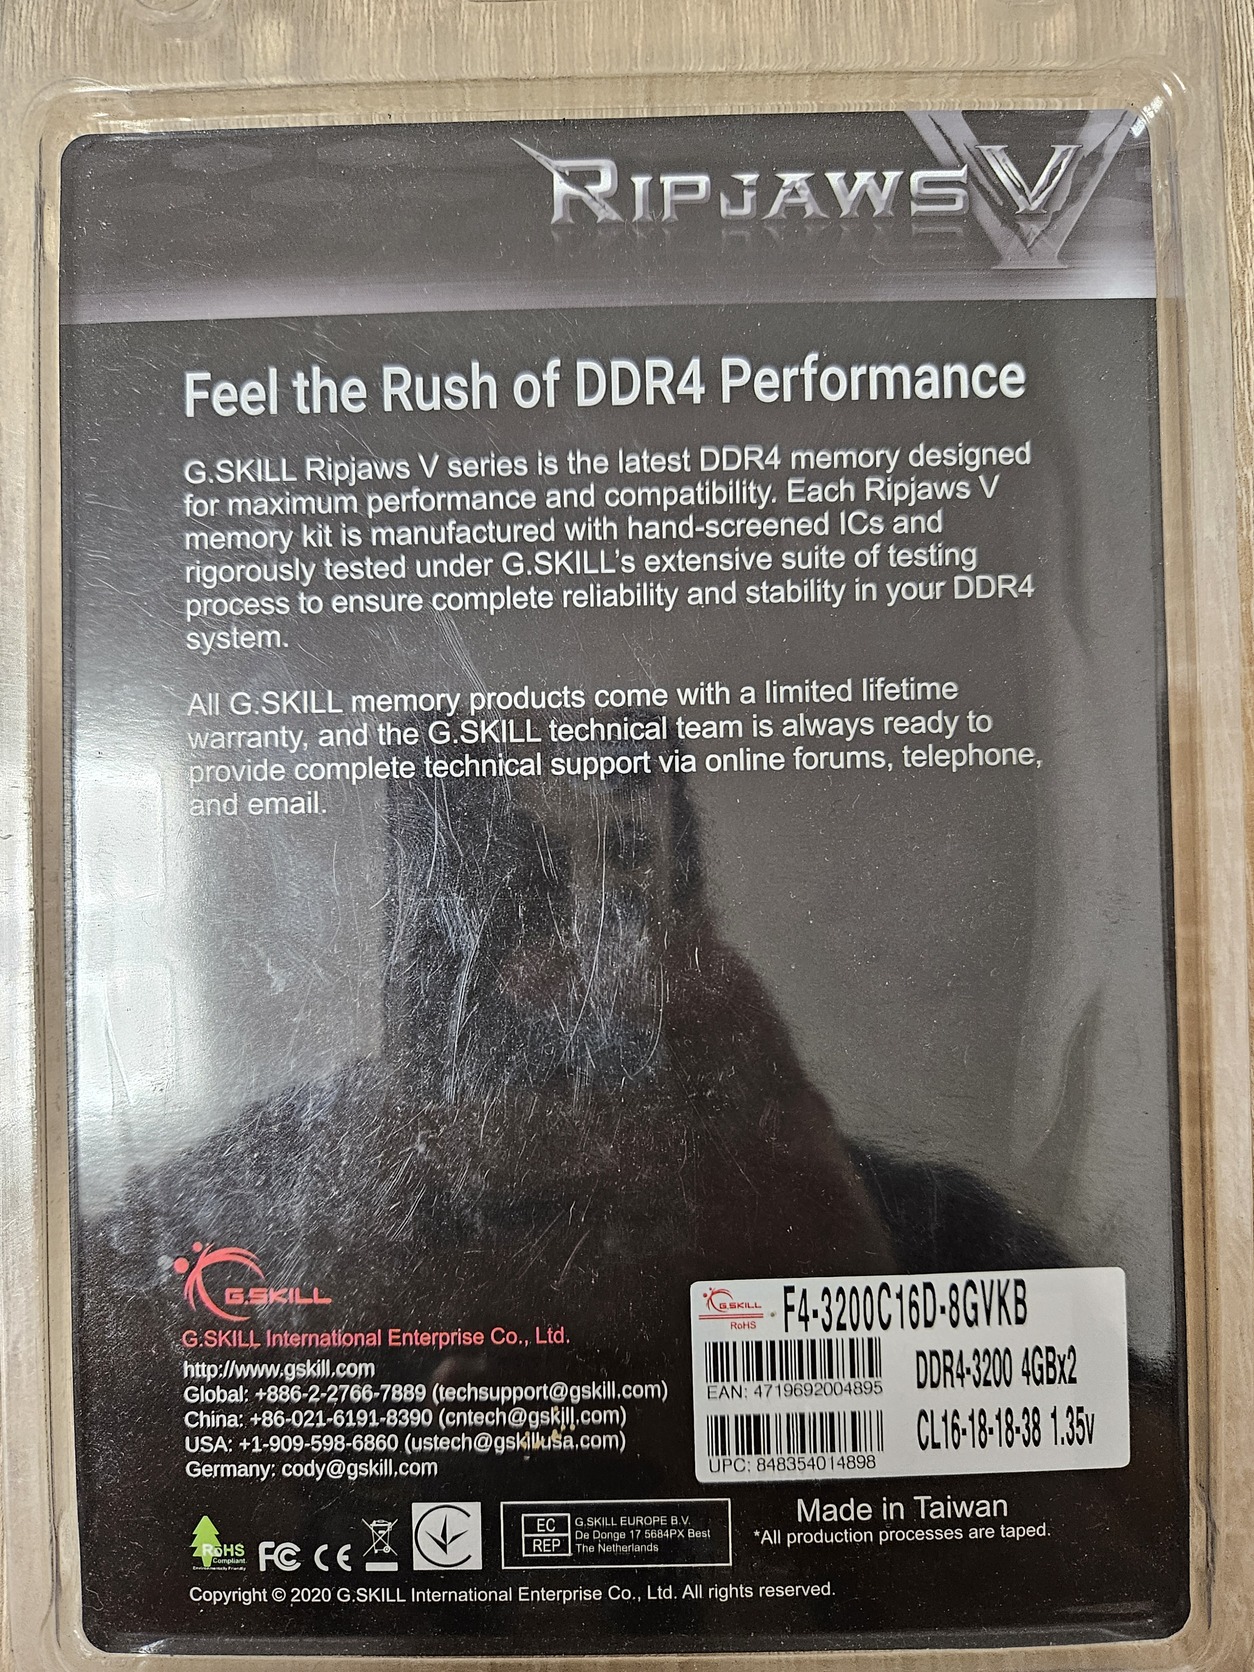 RIPJAWS V
Feel the Rush of DDR4 Performance
G.SKILL Ripjaws V series is the latest DDR4 memory designed
for maximum performance and compatibility. Each Ripjaws V
memory kit is manufactured with hand-screened ICs and
rigorously tested under G.SKILL's extensive suite of testing
process to ensure complete reliability and stability in your DDR4
system.
All G.SKILL memory products come with a limited lifetime
warranty, and the G.SKILL technical team is always ready to
provide complete technical support via online forums, telephone,
and email.
G.SKILL
G.SKILL International Enterprise Co., Ltd.
http://www.gskill.com
Global: +886-2-2766-7889 (techsupport@gskill.com)
China: +86-021-6191-8390 (cntech@gskill.com)
USA: +1-909-598-6860 (ustech@gskillusa.com)
Germany: cody@gskill.com
G.SKILL
RoHS
F4-3200C16D-8GVKB
EAN: 4719692004895
DDR4-3200 4GBx2
UPC: 848354014898
CL16-18-18-38 1.35v
Made in Taiwan
*All production processes are taped.
RoHS
Compliant
Environmentally Friendly
FC CE
EC
REP
G.SKILL EUROPE B.V.
De Donge 17 5684PX Best
The Netherlands
Copyright © 2020 G.SKILL International Enterprise Co., Ltd. All rights reserved.